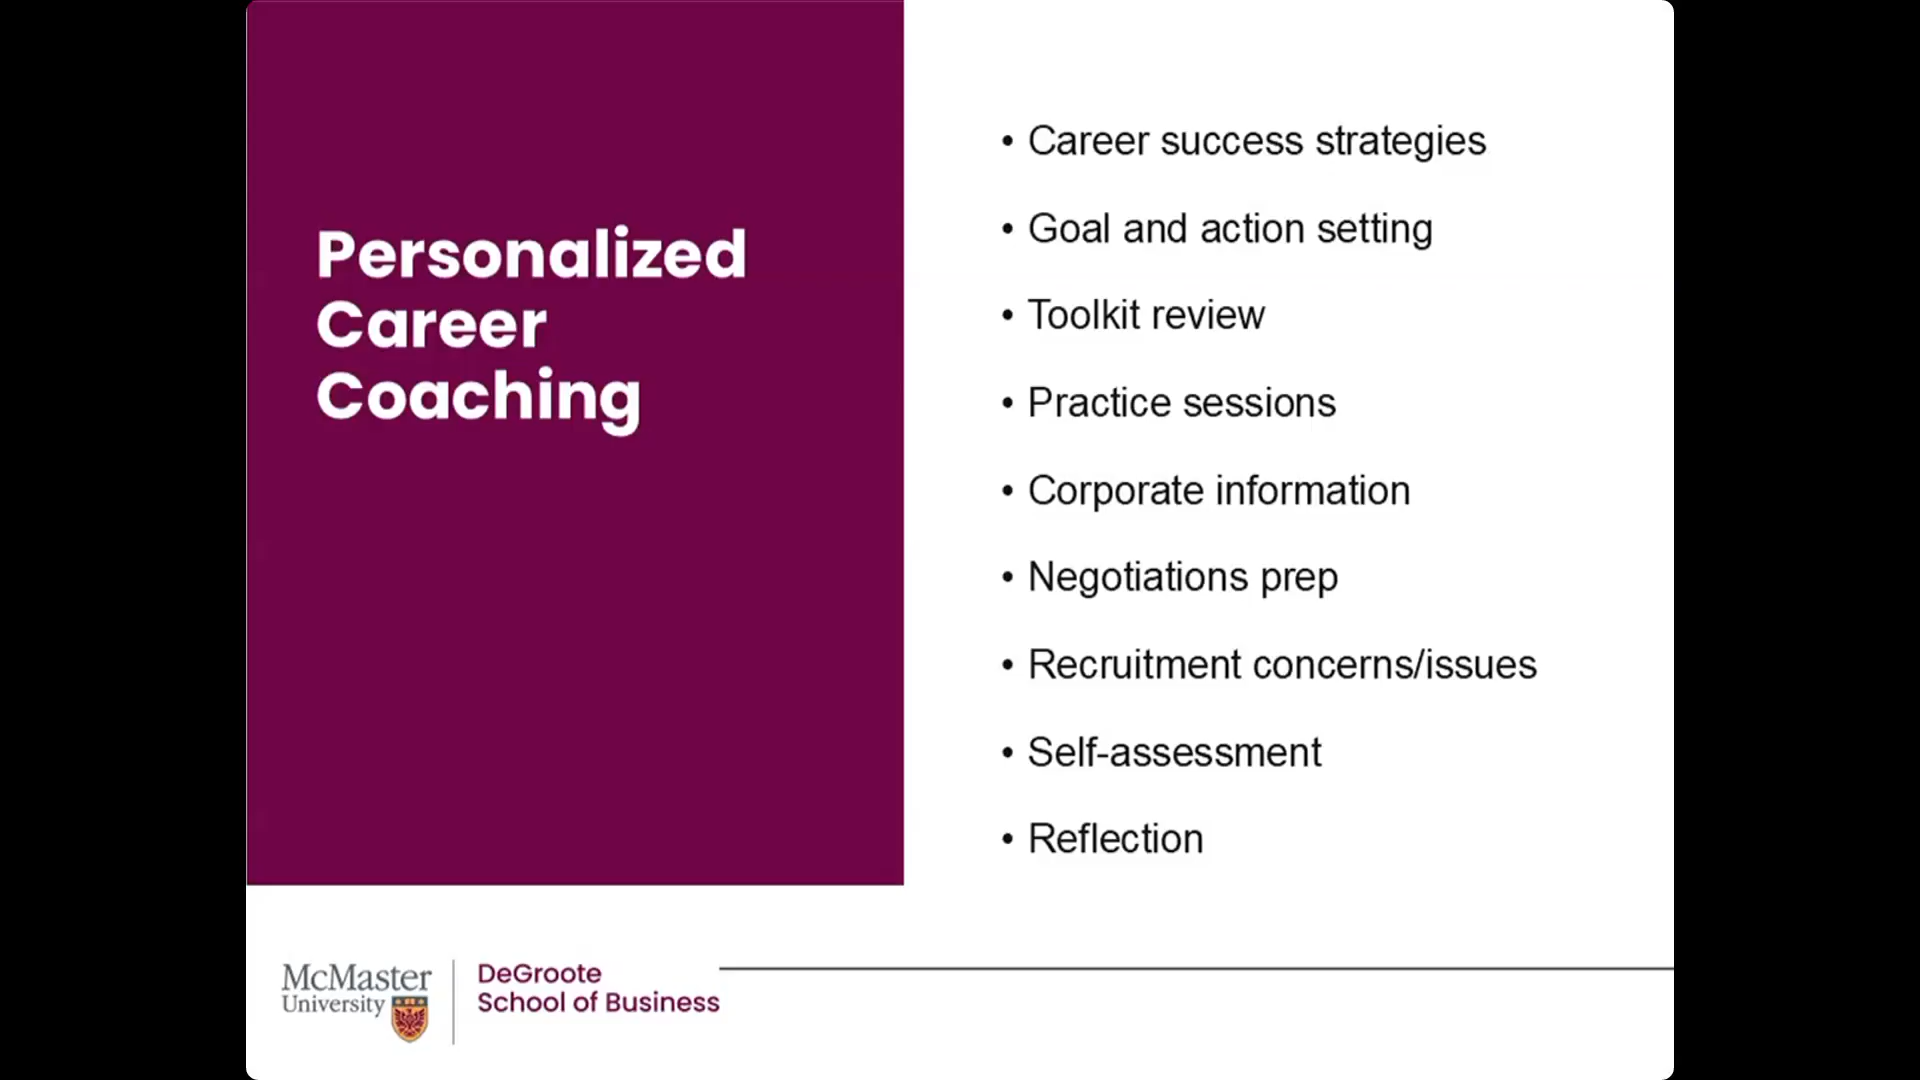 Personalized
Career
Coaching
• Career success strategies
• Goal and action setting
• Toolkit review
• Practice sessions
• Corporate information
• Negotiations prep
• Recruitment concerns/issues
• Self-assessment
• Reflection
McMaster
University
DeGroote
School of Business